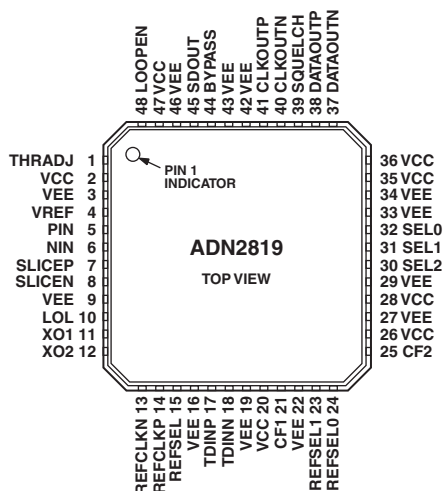 48 LOOPEN
47 VCC
46 VEE
45 SDOUT
44 BYPASS
43 VEE
42 VEE
41 CLKOUTP
40 CLKOUTN
39 SQUELCH
38 DATAOUTP
37 DATAOUTN
THRADJ 1
VCC 2
VEE 3
VREF 4
PIN 5
NIN 6
SLICEP 7
SLICEN 8
VEE 9
LOL 10
XO1 11
XO2 12
PIN 1
INDICATOR
ADN2819
TOP VIEW
36 VCC
35 VCC
34 VEE
33 VEE
32 SEL0
31 SEL1
30 SEL2
29 VEE
28 VCC
27 VEE
26 VCC
25 CF2
REFCLKN 13
REFCLKP 14
REFSEL 15
VEE 16
TDINP 17
TDINN 18
VEE 19
VCC 20
CF1 21
VEE 22
REFSEL1 23
REFSEL0 24